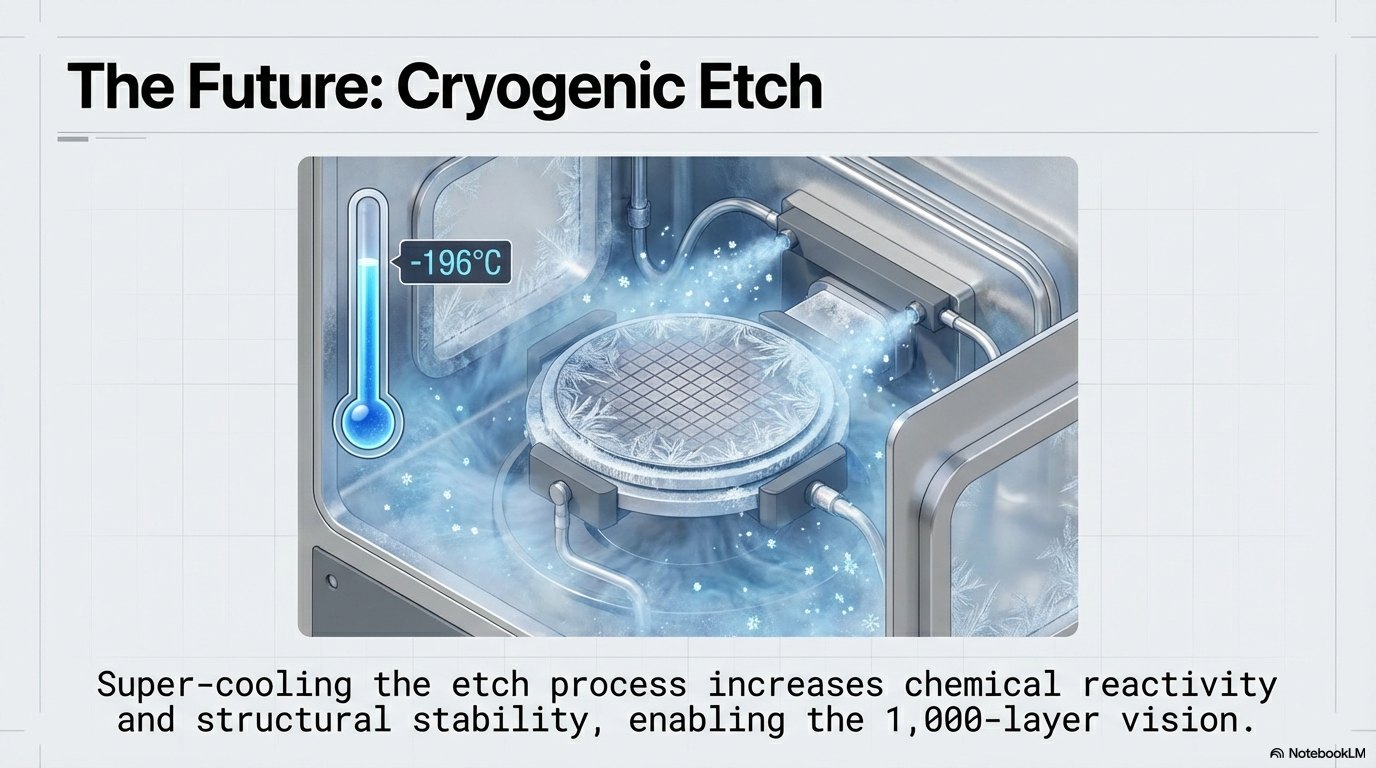 The Future: Cryogenic Etch
-196°C
Super-cooling the etch process increases chemical reactivity
and structural stability, enabling the 1,000-layer vision.
NotebookLM